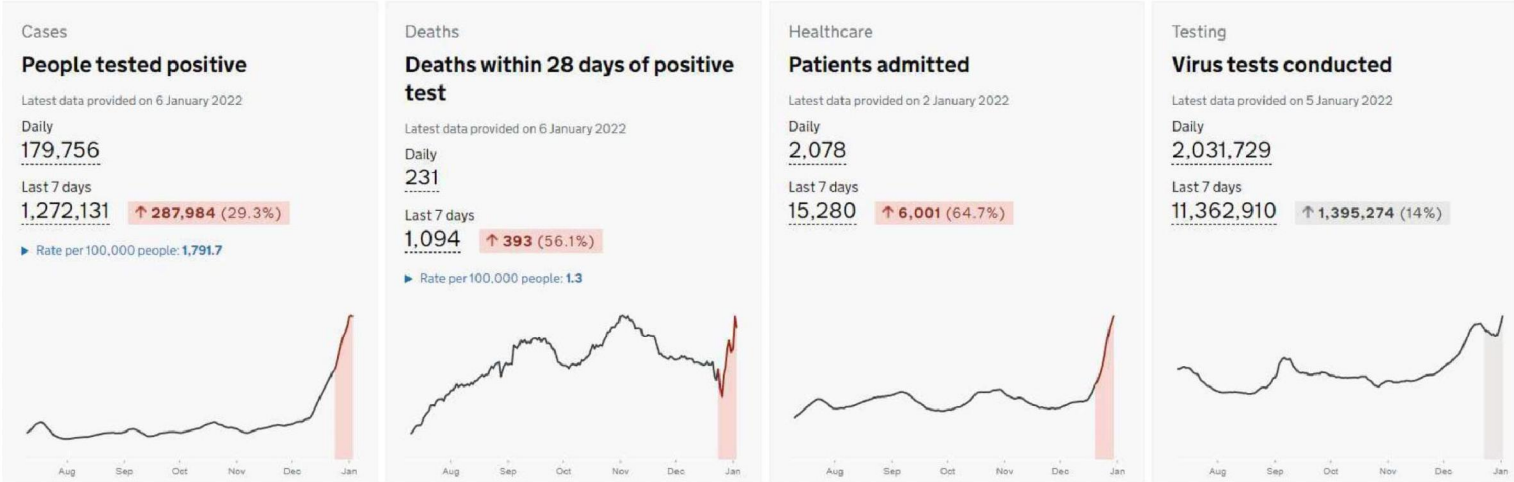 Cases
People tested positive
Latest data provided on 6 January 2022
Daily
179,756
Last 7 days
1,272,131 ↑ 287,984 (29.3%)
▶ Rate per 100,000 people: 1,791.7
Aug Sep Oct Nov Dec Jan
Deaths
Deaths within 28 days of positive
test
Latest data provided on 6 January 2022
Daily
231
Last 7 days
1,094 ↑ 393 (56.1%)
▶ Rate per 100,000 people: 1.3
Aug Sep Oct Nov Dec Jan
Healthcare
Patients admitted
Latest data provided on 2 January 2022
Daily
2,078
Last 7 days
15,280 ↑ 6,001 (64.7%)
Aug Sep Oct Nov Dec Jan
Testing
Virus tests conducted
Latest data provided on 5 January 2022
Daily
2,031,729
Last 7 days
11,362,910 ↑ 1,395,274 (14%)
Aug Sep Oct Nov Dec Jan